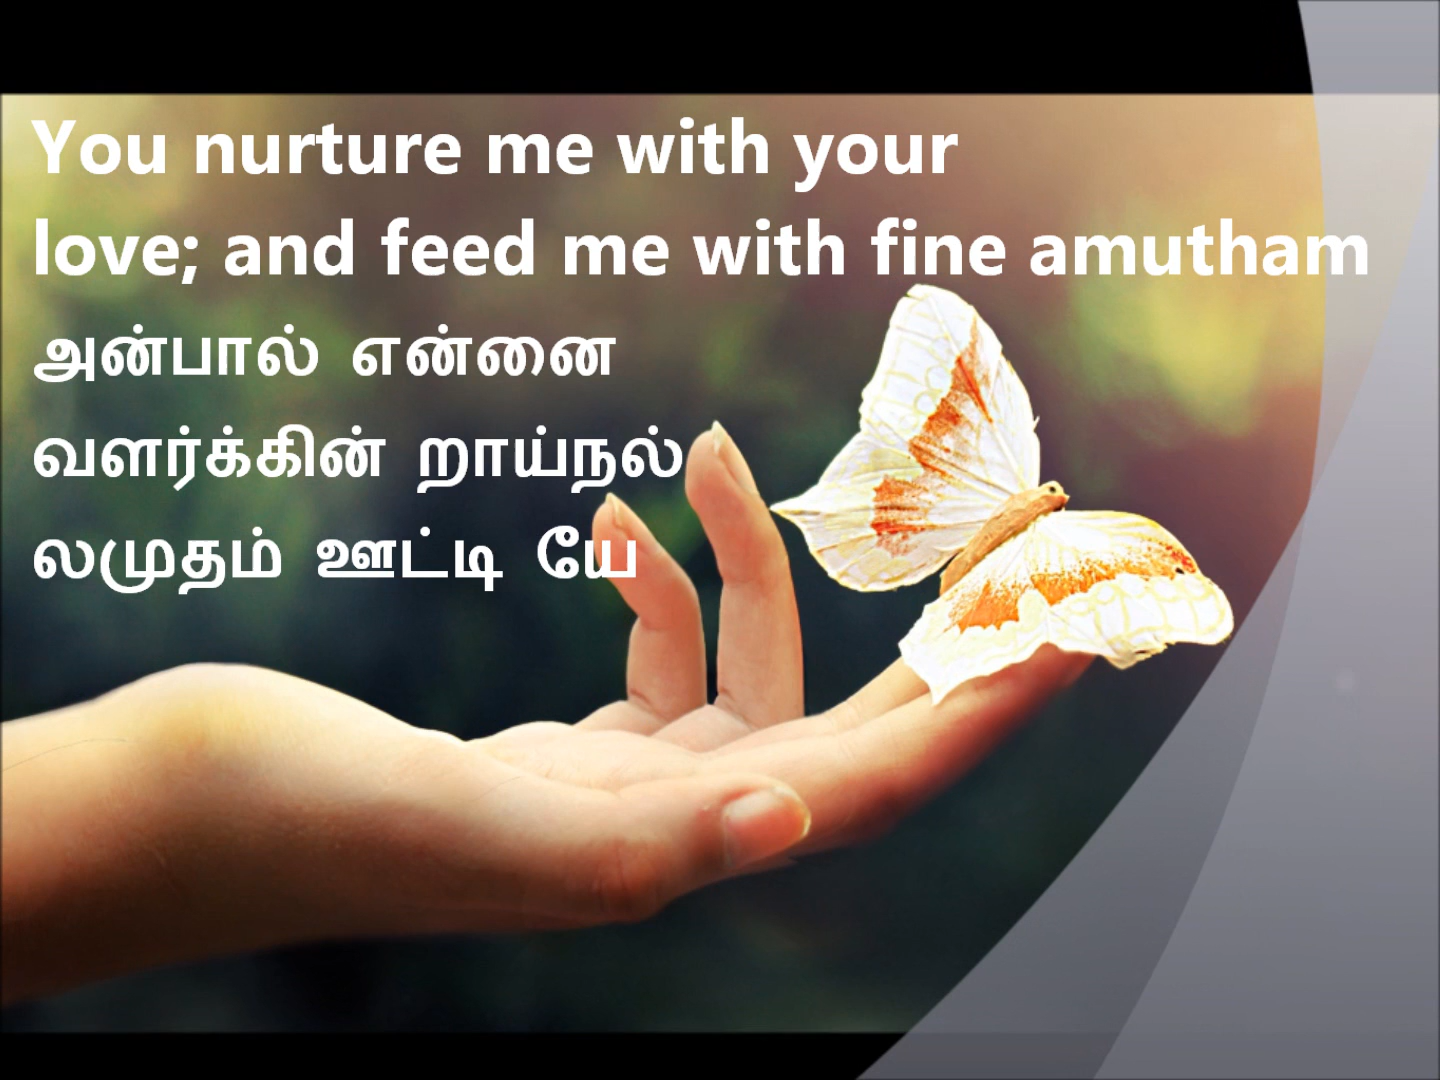 You nurture me with your
love; and feed me with fine amutham
அன்பால் என்னை
வளர்க்கின் றாய்நல்
லமுதம் ஊட்டி யே